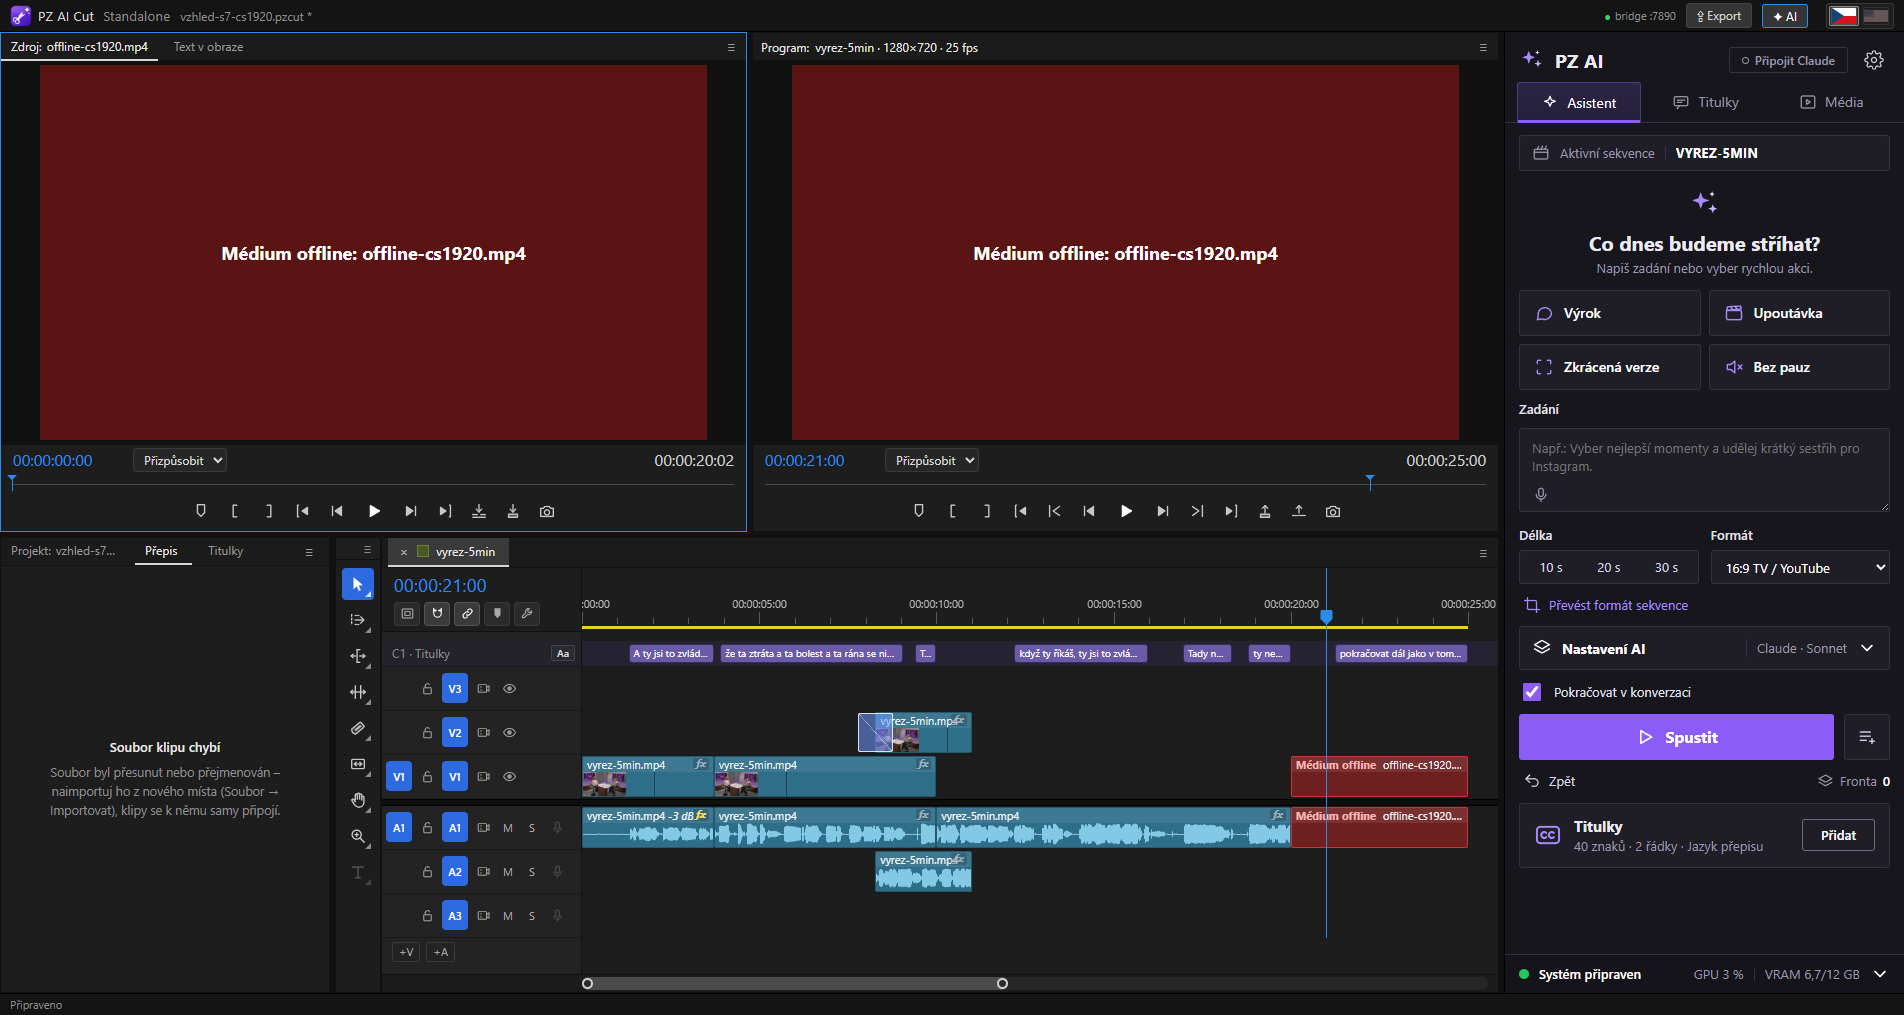 PZ AI Cut Standalone vzhled-s7-cs1920.pzcut *
bridge :7890 Export AI
Zdroj: offline-cs1920.mp4 Text v obraze
Program: vyrez-5min · 1280×720 · 25 fps
Médium offline: offline-cs1920.mp4
Médium offline: offline-cs1920.mp4
00:00:00:00 Přizpůsobit 00:00:20:02
00:00:21:00 Přizpůsobit 00:00:25:00
Projekt: vzhled-s7... Přepis Titulky
Soubor klipu chybí
Soubor byl přesunut nebo přejmenován –
naimportuj ho z nového místa (Soubor →
Importovat), klipy se k němu samy připojí.
× vyrez-5min
00:00:21:00
:00:00 00:00:05:00 00:00:10:00 00:00:15:00 00:00:20:00 00:00:25:00
C1 · Titulky Aa
A ty jsi to zvlád... že ta ztráta a ta bolest a ta rána se ni... T... když ty říkáš, ty jsi to zvlá... Tady n... ty ne... pokračovat dál jako v tom...
V3
V2 vyrez-5min.mp4 fx
V1 V1 vyrez-5min.mp4 fx vyrez-5min.mp4 fx Médium offline offline-cs1920....
A1 A1 M S vyrez-5min.mp4 -3 dB fx vyrez-5min.mp4 fx vyrez-5min.mp4 fx Médium offline offline-cs1920....
A2 M S vyrez-5min.mp4 fx
A3 M S
+V +A
Připraveno
PZ AI Připojit Claude
Asistent Titulky Média
Aktivní sekvence VYREZ-5MIN
Co dnes budeme stříhat?
Napiš zadání nebo vyber rychlou akci.
Výrok Upoutávka
Zkrácená verze Bez pauz
Zadání
Např.: Vyber nejlepší momenty a udělej krátký sestřih pro
Instagram.
Délka Formát
10 s 20 s 30 s 16:9 TV / YouTube
Převést formát sekvence
Nastavení AI Claude · Sonnet
Pokračovat v konverzaci
Spustit
Zpět Fronta 0
CC Titulky
40 znaků · 2 řádky · Jazyk přepisu
Přidat
Systém připraven GPU 3 % VRAM 6,7/12 GB